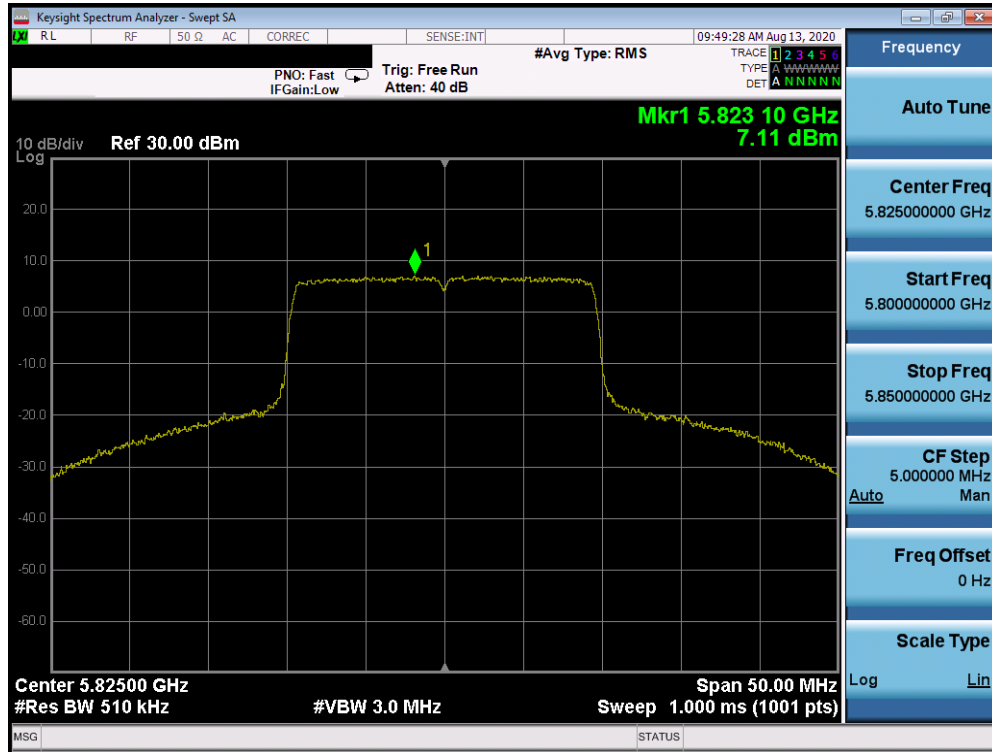 Keysight Spectrum Analyzer - Swept SA
LXI RL RF 50 Ω AC CORREC SENSE:INT 09:49:28 AM Aug 13, 2020
#Avg Type: RMS TRACE 1 2 3 4 5 6
PNO: Fast Trig: Free Run TYPE A WWWWW
IFGain:Low Atten: 40 dB DET A N N N N N
Mkr1 5.823 10 GHz
7.11 dBm
10 dB/div Ref 30.00 dBm
Log
1
20.0
10.0
0.00
-10.0
-20.0
-30.0
-40.0
-50.0
-60.0
Center 5.82500 GHz Span 50.00 MHz
#Res BW 510 kHz #VBW 3.0 MHz Sweep 1.000 ms (1001 pts)
MSG STATUS
Frequency
Auto Tune
Center Freq
5.825000000 GHz
Start Freq
5.800000000 GHz
Stop Freq
5.850000000 GHz
CF Step
5.000000 MHz
Auto Man
Freq Offset
0 Hz
Scale Type
Log Lin